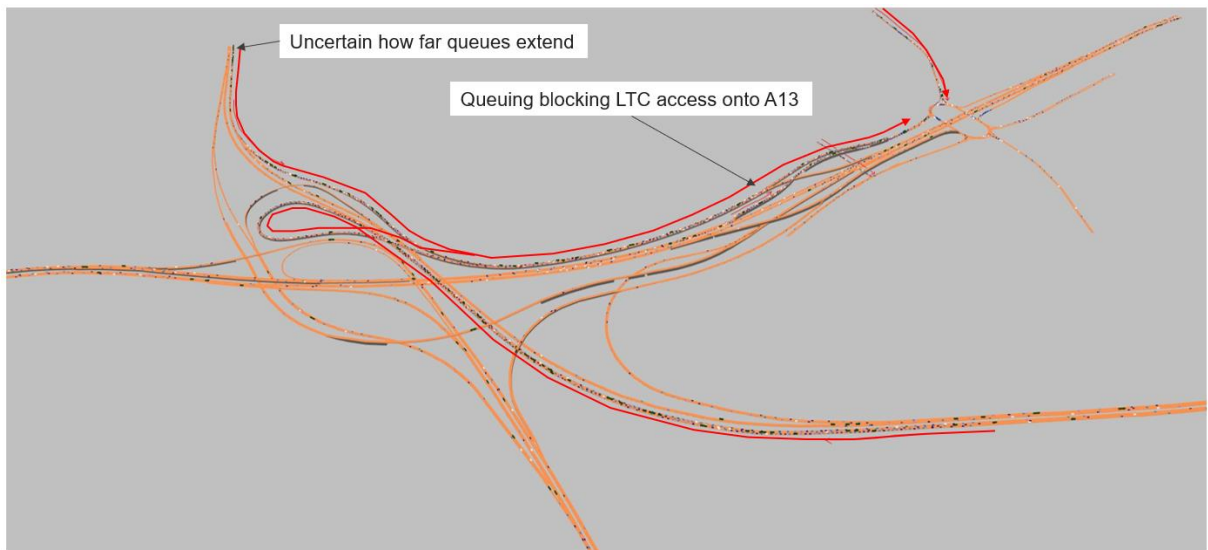 Uncertain how far queues extend
Queuing blocking LTC access onto A13